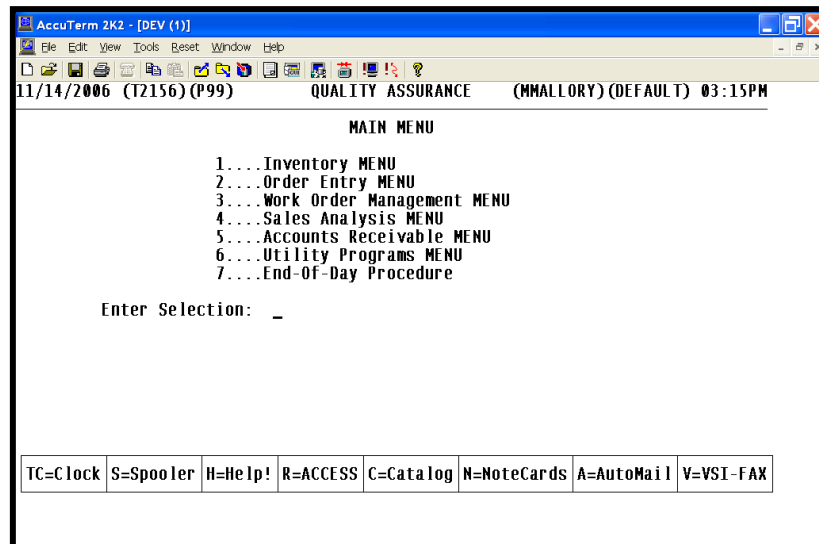 AccuTerm 2K2 - [DEV (1)]
File Edit View Tools Reset Window Help
11/14/2006 (T2156)(P99) QUALITY ASSURANCE (MMALLORY)(DEFAULT) 03:15PM
MAIN MENU
1....Inventory MENU
2....Order Entry MENU
3....Work Order Management MENU
4....Sales Analysis MENU
5....Accounts Receivable MENU
6....Utility Programs MENU
7....End-Of-Day Procedure
Enter Selection: _
TC=Clock S=Spooler H=Help! R=ACCESS C=Catalog N=NoteCards A=AutoMail V=VSI-FAX